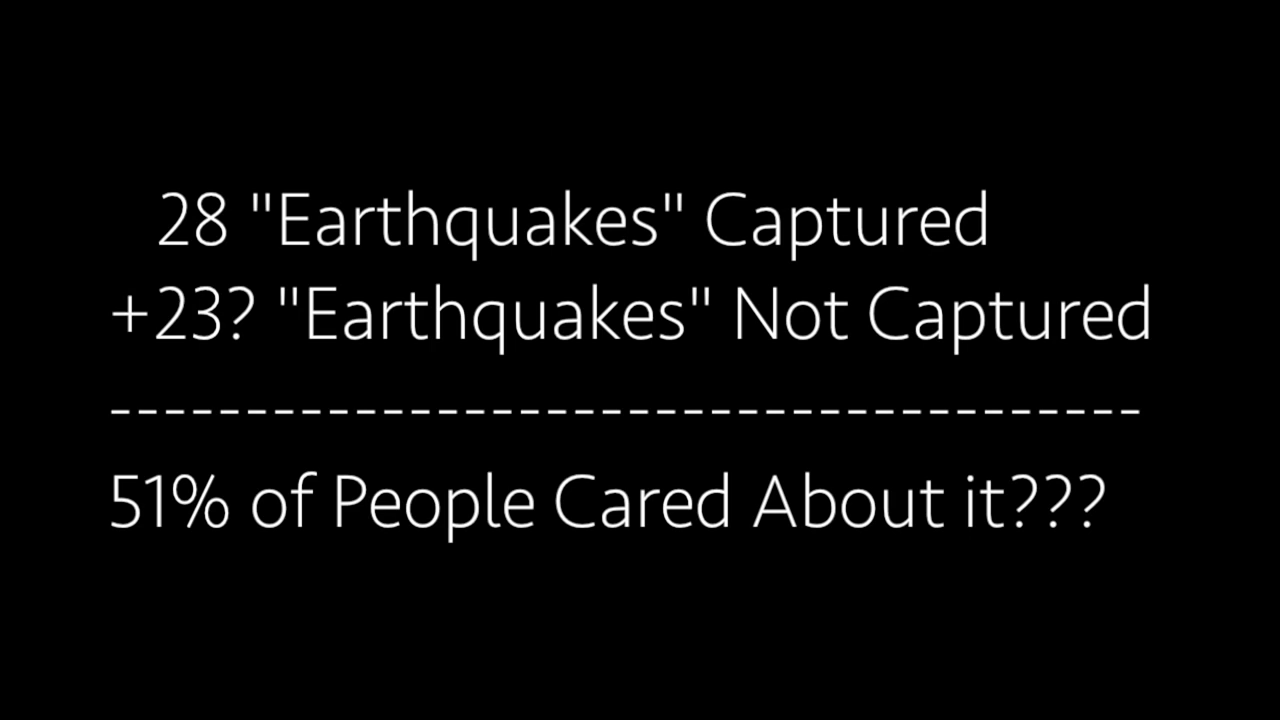 28 "Earthquakes" Captured
+23? "Earthquakes" Not Captured
---------------------------------------
51% of People Cared About it???